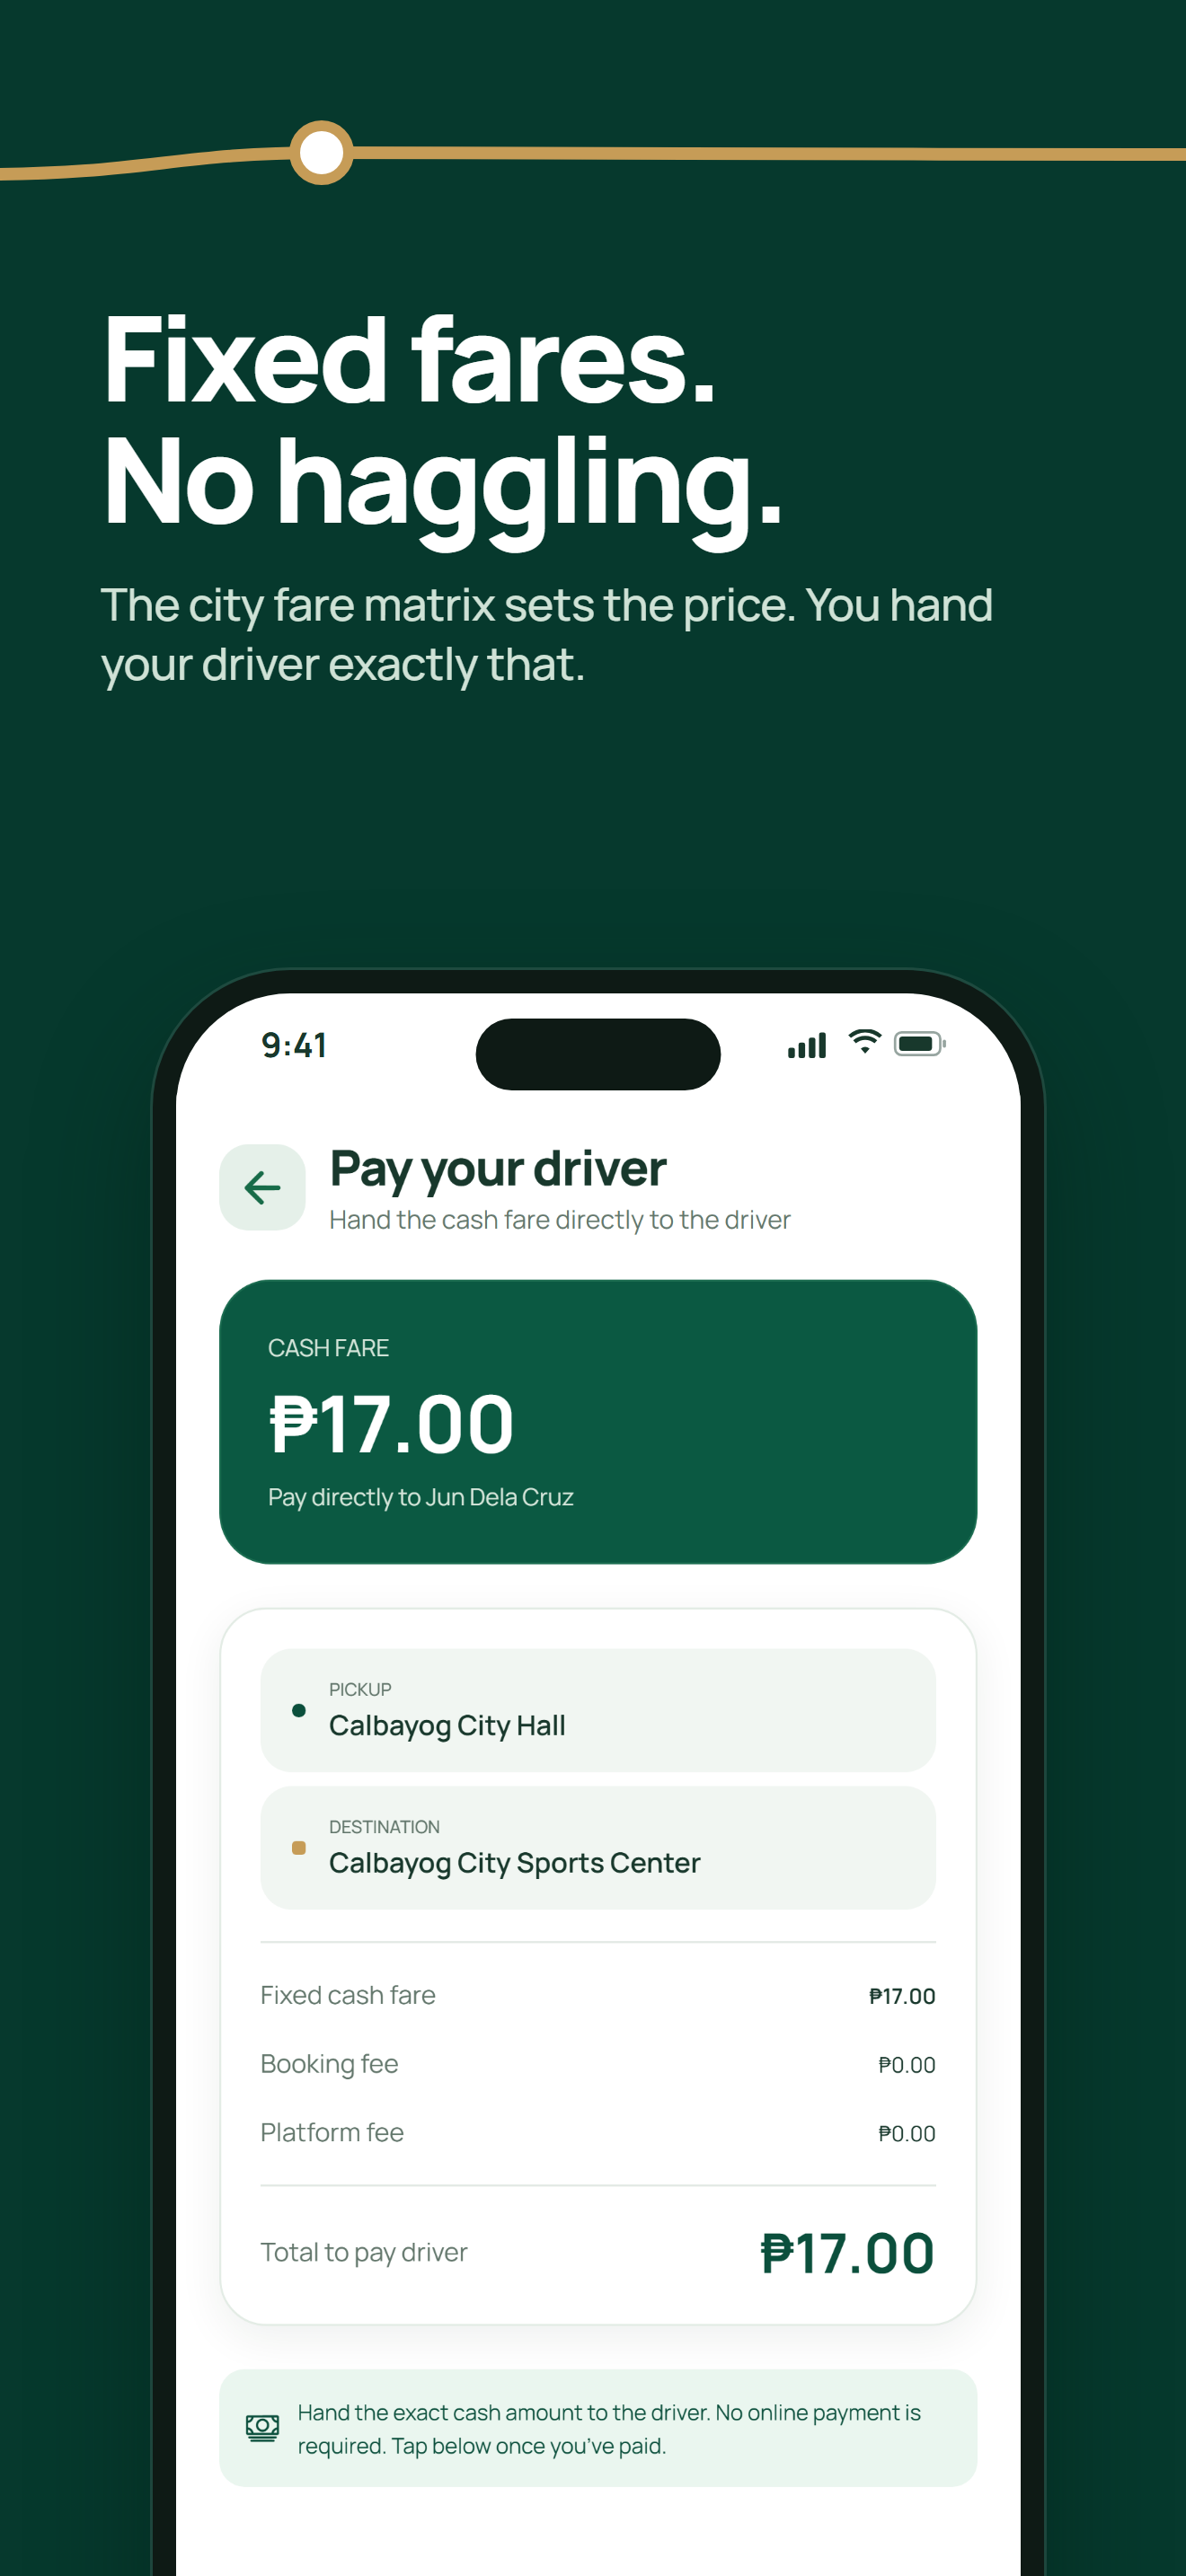 Fixed fares.
No haggling.
The city fare matrix sets the price. You hand
your driver exactly that.
9:41
Pay your driver
Hand the cash fare directly to the driver
CASH FARE
₱17.00
Pay directly to Jun Dela Cruz
PICKUP
Calbayog City Hall
DESTINATION
Calbayog City Sports Center
Fixed cash fare ₱17.00
Booking fee ₱0.00
Platform fee ₱0.00
Total to pay driver ₱17.00
Hand the exact cash amount to the driver. No online payment is
required. Tap below once you've paid.